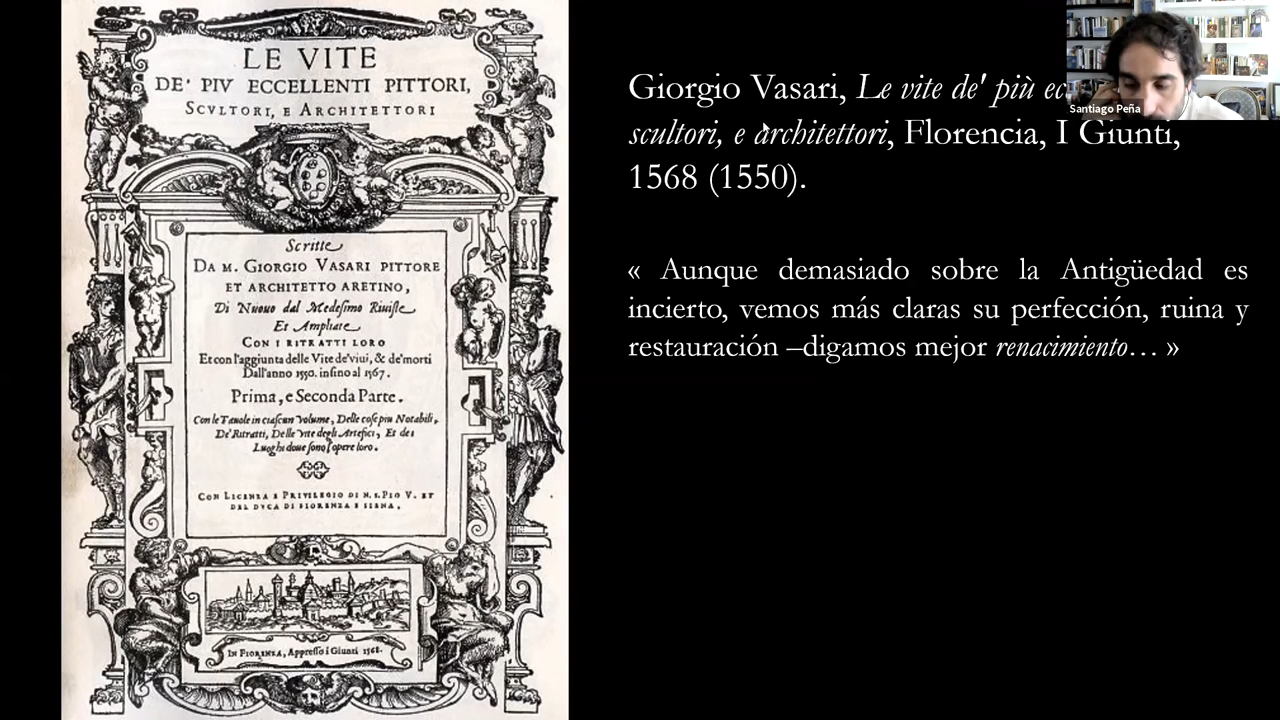 LE VITE
DE' PIV ECCELLENTI PITTORI,
SCVLTORI, E ARCHITETTORI
Scritte
DA M. GIORGIO VASARI PITTORE
ET ARCHITETTO ARETINO,
Di Nuouo dal Medesimo Riuiste
Et Ampliate
CON I RITRATTI LORO
Et con l'aggiunta delle Vite de'viui, & de'morti
Dall'anno 1550. insino al 1567.
Prima, e Seconda Parte.
Con le Tauole in ciascun volume, Delle cose piu Notabili,
De'Ritratti, Delle vite degli Artefici, Et dei
Luoghi doue sono l'opere loro.
CON LICENZA E PRIVILEGIO DI N. S. PIO V. ET
DEL DVCA DI FIORENZA E SIENA.
IN FIORENZA, Appresso i Giunti 1568.
Giorgio Vasari, Le vite de' più
scultori, e architettori, Florencia, I Giunti,
1568 (1550).
« Aunque demasiado sobre la Antigüedad es
incierto, vemos más claras su perfección, ruina y
restauración –digamos mejor renacimiento… »
Santiago Peña